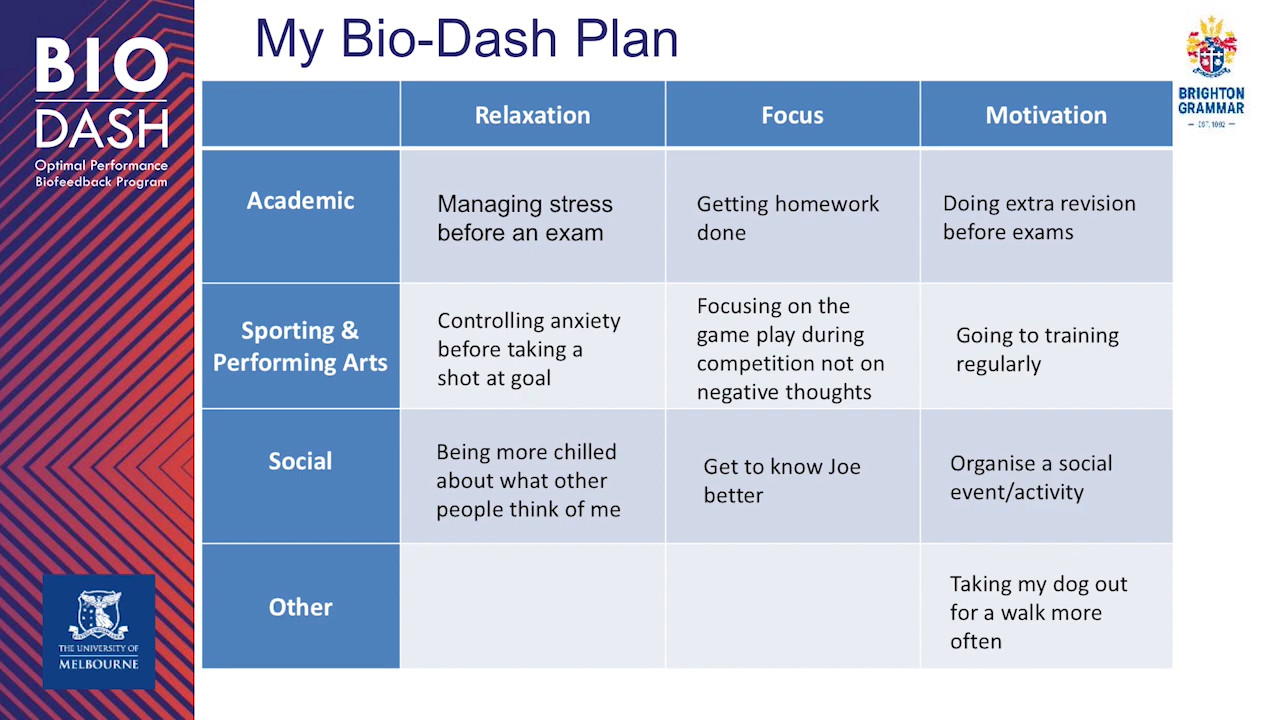 My Bio-Dash Plan
BIO
DASH
Optimal Performance
Biofeedback Program
BRIGHTON
GRAMMAR
EST. 1882
Relaxation
Focus
Motivation
Academic
Managing stress
before an exam
Getting homework
done
Doing extra revision
before exams
Sporting &
Performing Arts
Controlling anxiety
before taking a
shot at goal
Focusing on the
game play during
competition not on
negative thoughts
Going to training
regularly
Social
Being more chilled
about what other
people think of me
Get to know Joe
better
Organise a social
event/activity
Other
Taking my dog out
for a walk more
often
THE UNIVERSITY OF
MELBOURNE